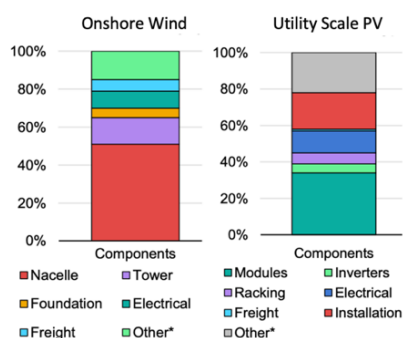 Onshore Wind
100%
80%
60%
40%
20%
0%
Components
Nacelle Tower
Foundation Electrical
Freight Other*
Utility Scale PV
100%
80%
60%
40%
20%
0%
Components
Modules Inverters
Racking Electrical
Freight Installation
Other*